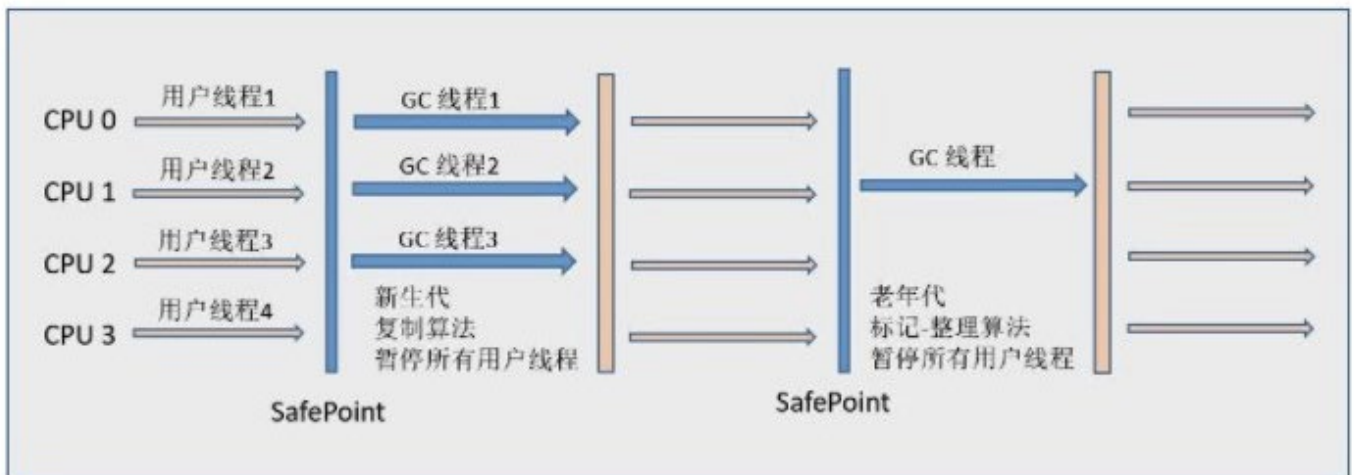 CPU 0
用户线程1
GC 线程1
CPU 1
用户线程2
GC 线程2
GC 线程
CPU 2
用户线程3
GC 线程3
CPU 3
用户线程4
新生代
复制算法
暂停所有用户线程
老年代
标记-整理算法
暂停所有用户线程
SafePoint
SafePoint